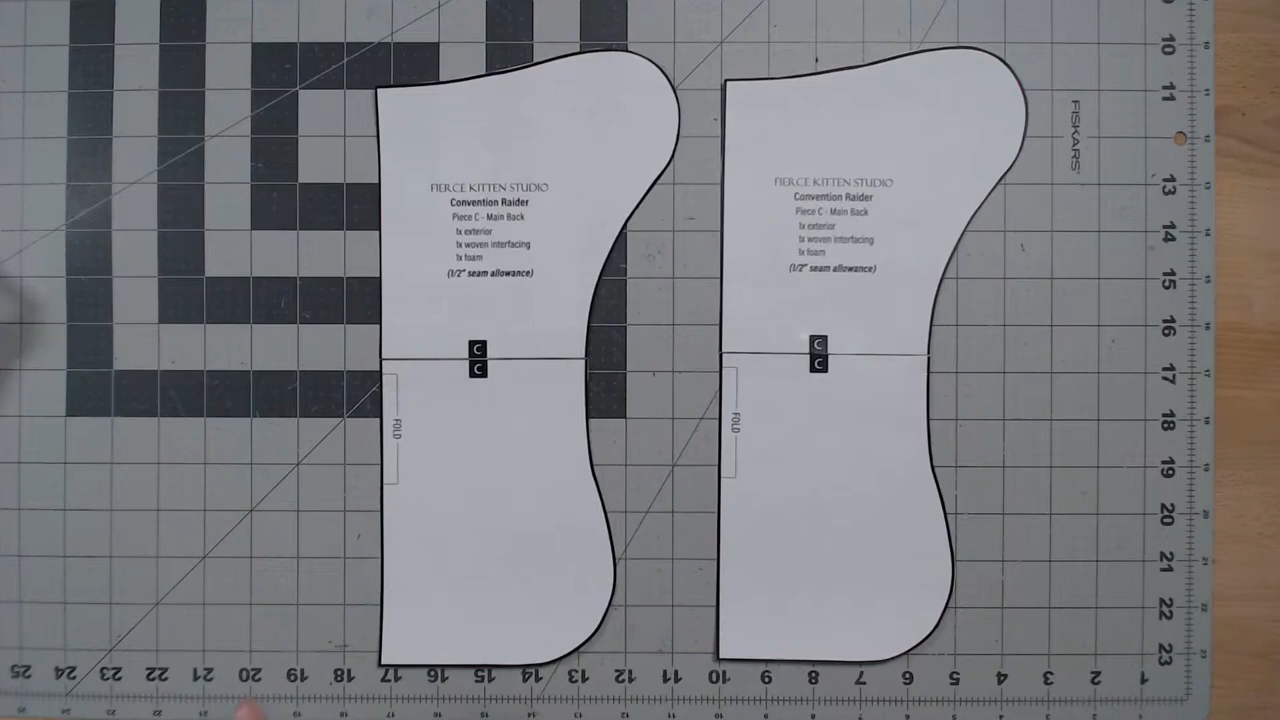 FIERCE KITTEN STUDIO
Convention Raider
Piece C - Main Back
1x exterior
1x woven interfacing
1x foam
(1/2" seam allowance)
C
C
FOLD
FIERCE KITTEN STUDIO
Convention Raider
Piece C - Main Back
1x exterior
1x woven interfacing
1x foam
(1/2" seam allowance)
C
C
FOLD
FISKARS
10
11
13
14
15
16
17
18
19
20
21
22
23
25 24 23 22 21 20 19 18 17 16 15 14 13 12 11 10 9 8 7 6 5 4 3 2 1